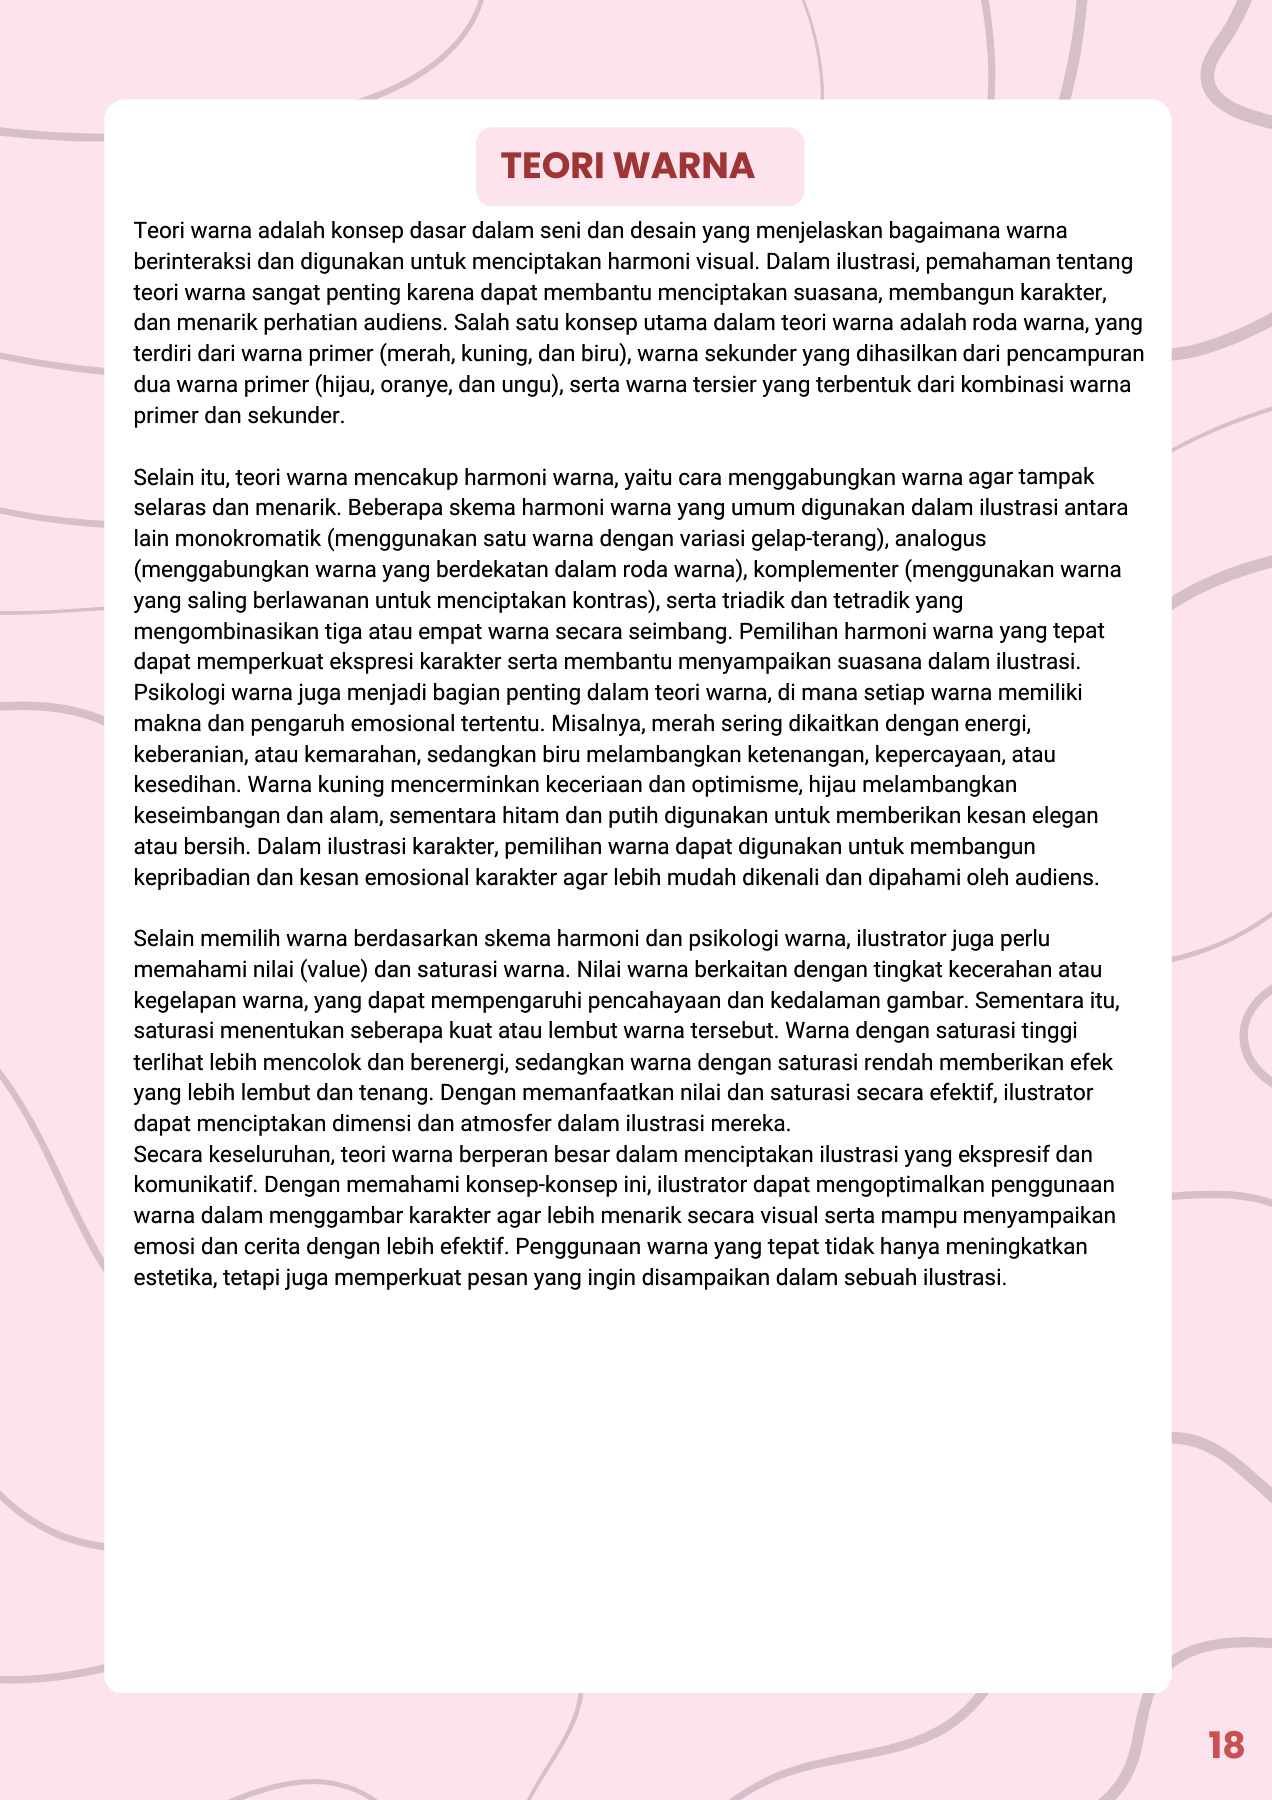 TEORI WARNA
Teori warna adalah konsep dasar dalam seni dan desain yang menjelaskan bagaimana warna
berinteraksi dan digunakan untuk menciptakan harmoni visual. Dalam ilustrasi, pemahaman tentang
teori warna sangat penting karena dapat membantu menciptakan suasana, membangun karakter,
dan menarik perhatian audiens. Salah satu konsep utama dalam teori warna adalah roda warna, yang
terdiri dari warna primer (merah, kuning, dan biru), warna sekunder yang dihasilkan dari pencampuran
dua warna primer (hijau, oranye, dan ungu), serta warna tersier yang terbentuk dari kombinasi warna
primer dan sekunder.
Selain itu, teori warna mencakup harmoni warna, yaitu cara menggabungkan warna agar tampak
selaras dan menarik. Beberapa skema harmoni warna yang umum digunakan dalam ilustrasi antara
lain monokromatik (menggunakan satu warna dengan variasi gelap-terang), analogus
(menggabungkan warna yang berdekatan dalam roda warna), komplementer (menggunakan warna
yang saling berlawanan untuk menciptakan kontras), serta triadik dan tetradik yang
mengombinasikan tiga atau empat warna secara seimbang. Pemilihan harmoni warna yang tepat
dapat memperkuat ekspresi karakter serta membantu menyampaikan suasana dalam ilustrasi.
Psikologi warna juga menjadi bagian penting dalam teori warna, di mana setiap warna memiliki
makna dan pengaruh emosional tertentu. Misalnya, merah sering dikaitkan dengan energi,
keberanian, atau kemarahan, sedangkan biru melambangkan ketenangan, kepercayaan, atau
kesedihan. Warna kuning mencerminkan keceriaan dan optimisme, hijau melambangkan
keseimbangan dan alam, sementara hitam dan putih digunakan untuk memberikan kesan elegan
atau bersih. Dalam ilustrasi karakter, pemilihan warna dapat digunakan untuk membangun
kepribadian dan kesan emosional karakter agar lebih mudah dikenali dan dipahami oleh audiens.
Selain memilih warna berdasarkan skema harmoni dan psikologi warna, ilustrator juga perlu
memahami nilai (value) dan saturasi warna. Nilai warna berkaitan dengan tingkat kecerahan atau
kegelapan warna, yang dapat mempengaruhi pencahayaan dan kedalaman gambar. Sementara itu,
saturasi menentukan seberapa kuat atau lembut warna tersebut. Warna dengan saturasi tinggi
terlihat lebih mencolok dan berenergi, sedangkan warna dengan saturasi rendah memberikan efek
yang lebih lembut dan tenang. Dengan memanfaatkan nilai dan saturasi secara efektif, ilustrator
dapat menciptakan dimensi dan atmosfer dalam ilustrasi mereka.
Secara keseluruhan, teori warna berperan besar dalam menciptakan ilustrasi yang ekspresif dan
komunikatif. Dengan memahami konsep-konsep ini, ilustrator dapat mengoptimalkan penggunaan
warna dalam menggambar karakter agar lebih menarik secara visual serta mampu menyampaikan
emosi dan cerita dengan lebih efektif. Penggunaan warna yang tepat tidak hanya meningkatkan
estetika, tetapi juga memperkuat pesan yang ingin disampaikan dalam sebuah ilustrasi.
18